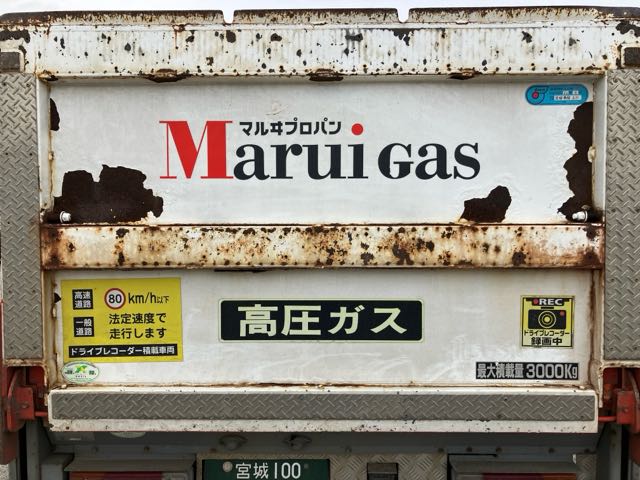 マルヰプロパン
Marui Gas
高速道路 80 km/h以下
一般道路 法定速度で走行します
ドライブレコーダー積載車両
高圧ガス
REC
ドライブレコーダー
録画中
最大積載量 3000Kg
宮城 100